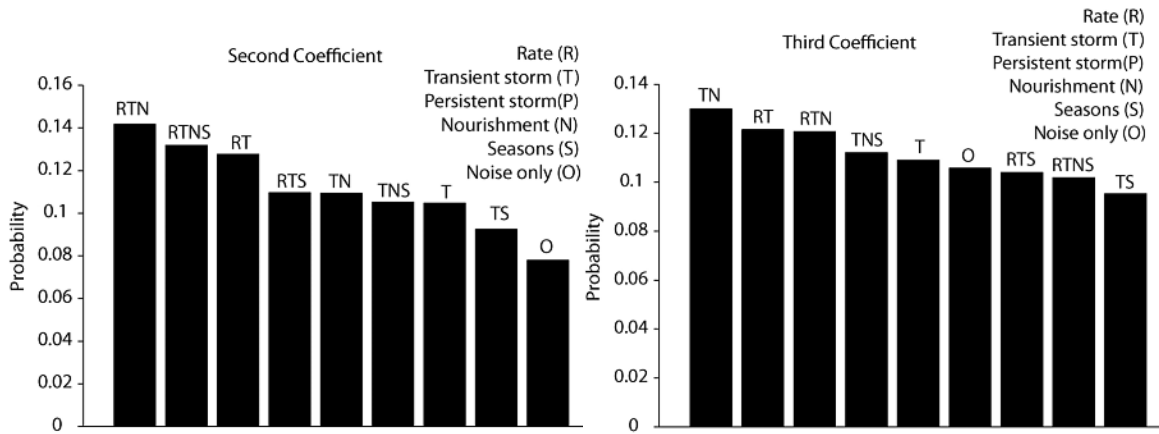 Second Coefficient
Rate (R)
Transient storm (T)
Persistent storm(P)
Nourishment (N)
Seasons (S)
Noise only (O)
Probability
0.16
0.14
0.12
0.1
0.08
0.06
0.04
0.02
0
RTN
RTNS
RT
RTS
TN
TNS
T
TS
O
Third Coefficient
Rate (R)
Transient storm (T)
Persistent storm(P)
Nourishment (N)
Seasons (S)
Noise only (O)
Probability
0.14
0.12
0.1
0.08
0.06
0.04
0.02
0
TN
RT
RTN
TNS
T
O
RTS
RTNS
TS